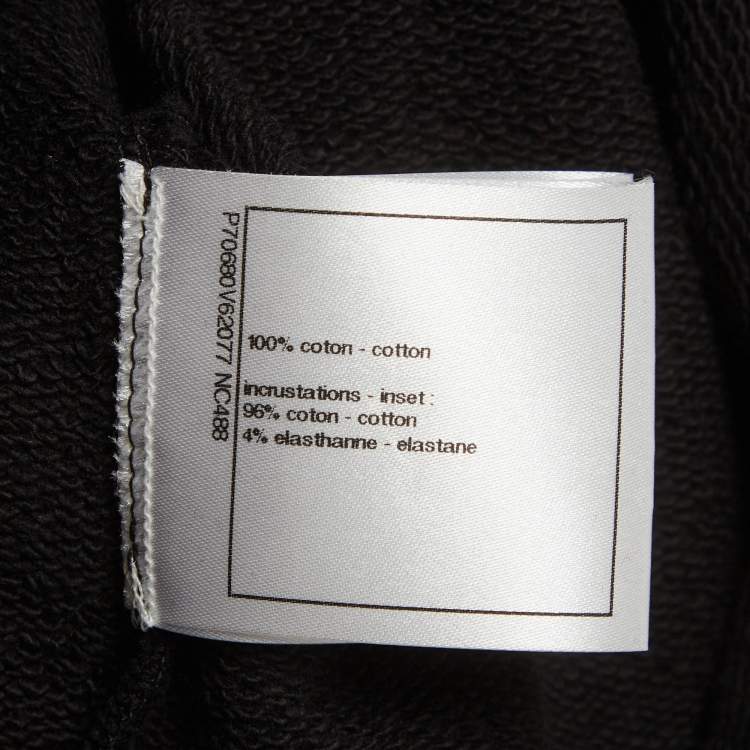 P70680V62077 NC488
100% coton - cotton
incrustations - inset :
96% coton - cotton
4% elasthanne - elastane